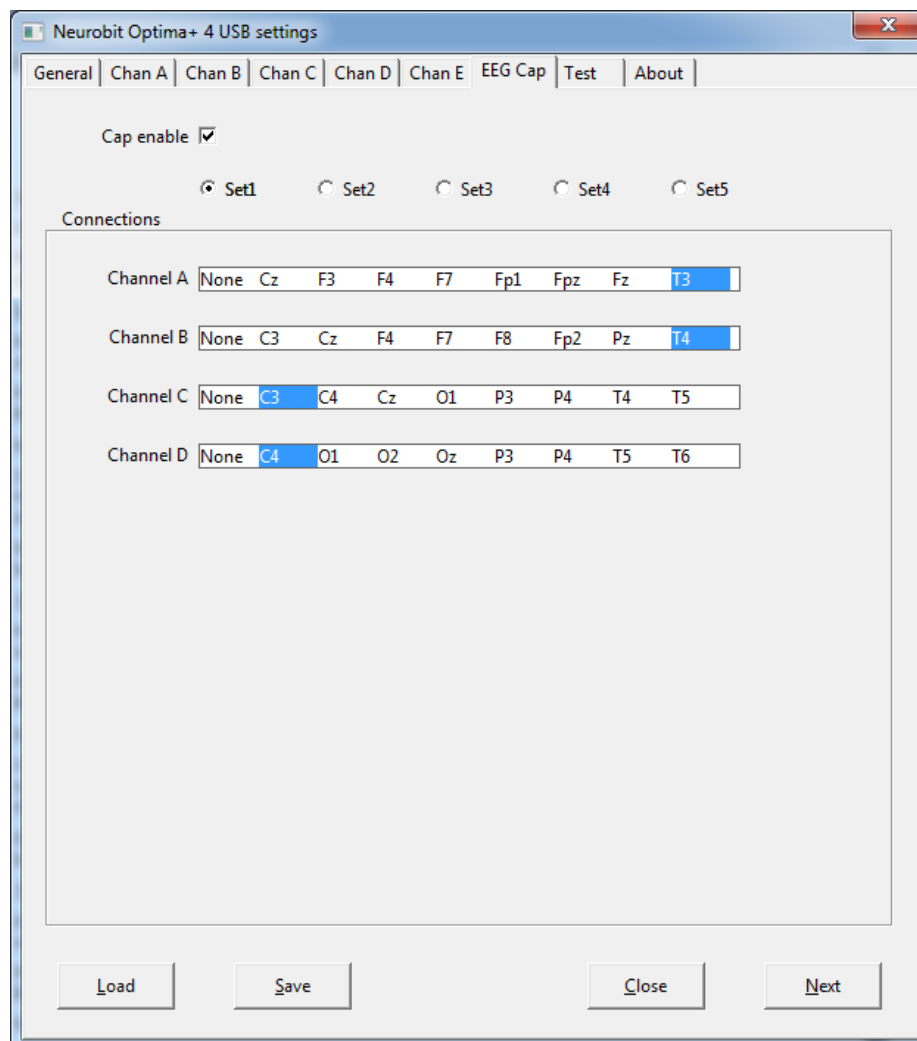 Neurobit Optima+ 4 USB settings
General Chan A Chan B Chan C Chan D Chan E EEG Cap Test About
Cap enable
Set1 Set2 Set3 Set4 Set5
Connections
Channel A None Cz F3 F4 F7 Fp1 Fpz Fz T3
Channel B None C3 Cz F4 F7 F8 Fp2 Pz T4
Channel C None C3 C4 Cz O1 P3 P4 T4 T5
Channel D None C4 O1 O2 Oz P3 P4 T5 T6
Load Save Close Next